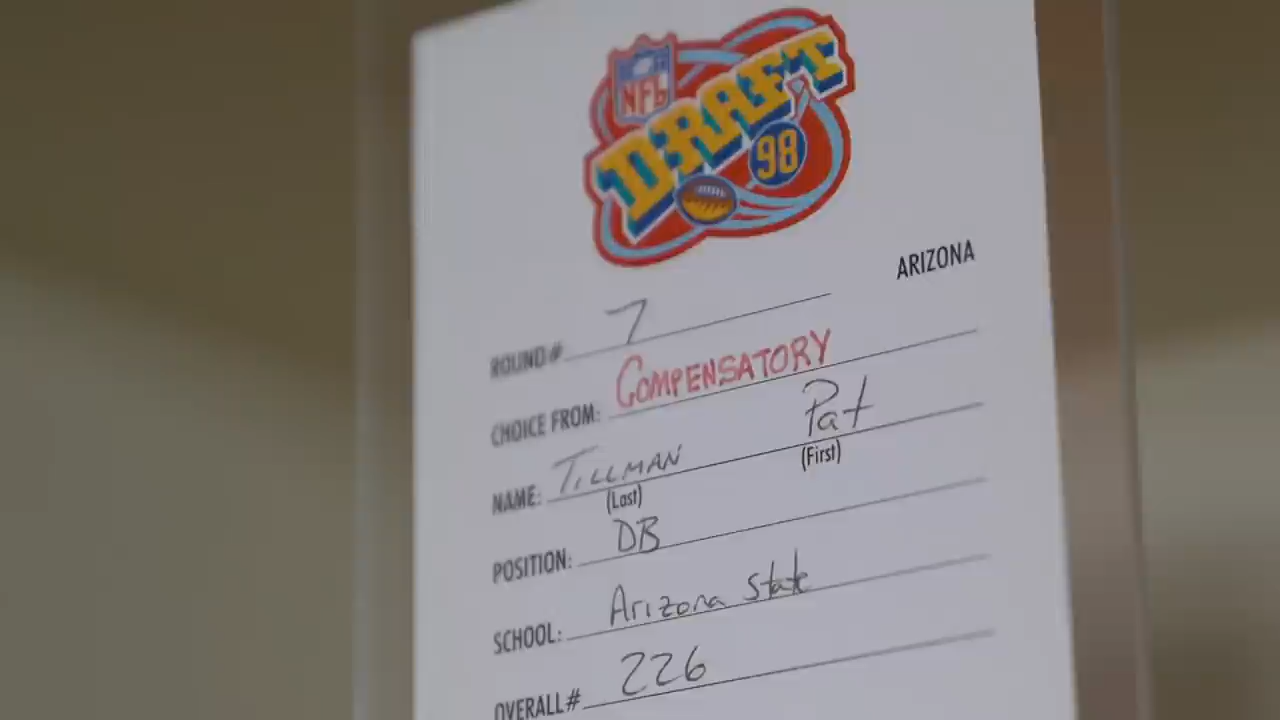 NFL
DRAFT
98
ARIZONA
ROUND# 7
CHOICE FROM: COMPENSATORY
NAME: TILLMAN Pat
(Last) (First)
POSITION: DB
SCHOOL: Arizona State
OVERALL# 226